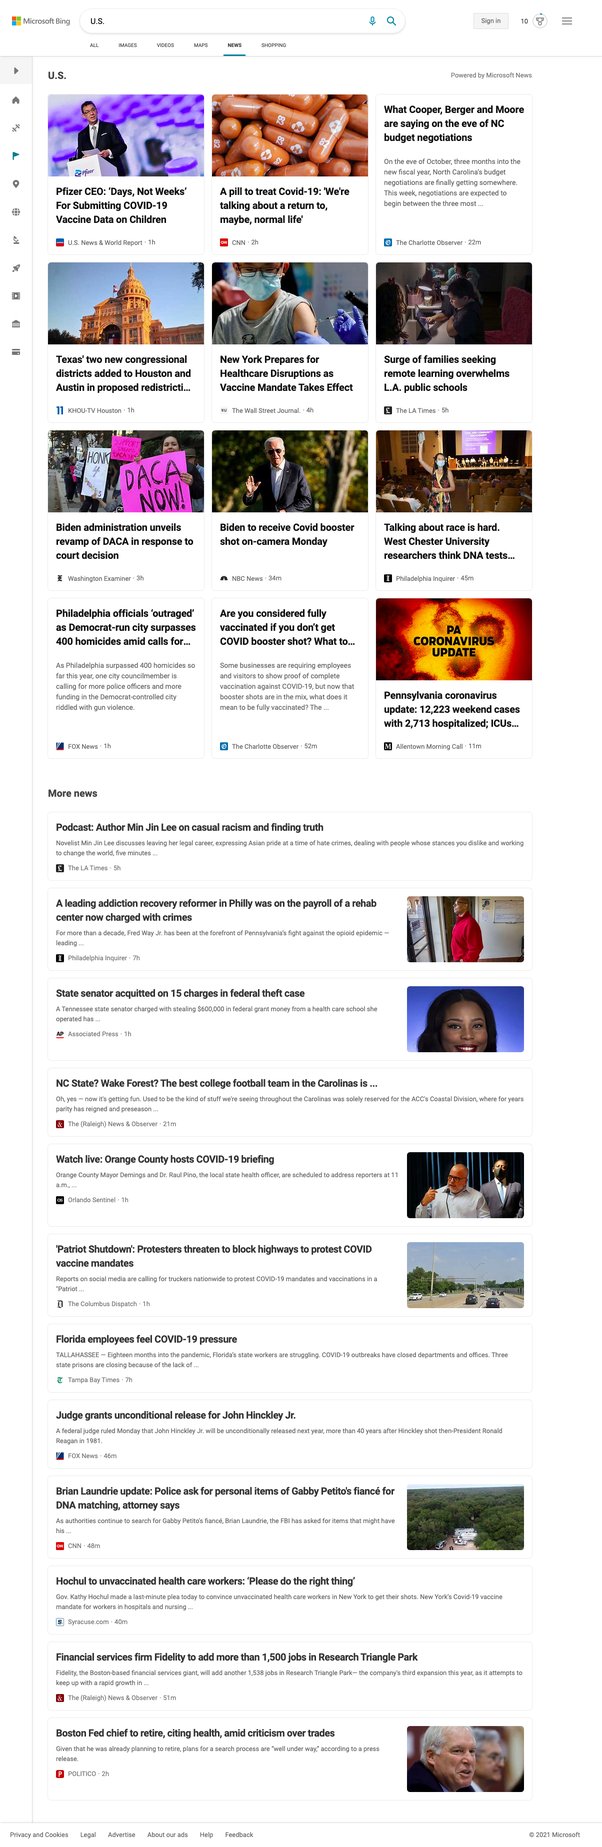 Microsoft Bing
U.S.
Sign in
10
ALL
IMAGES
VIDEOS
MAPS
NEWS
SHOPPING
U.S.
Powered by Microsoft News
Pfizer CEO: ‘Days, Not Weeks’
For Submitting COVID-19
Vaccine Data on Children
U.S. News & World Report · 1h
A pill to treat Covid-19: 'We're
talking about a return to,
maybe, normal life'
CNN · 2h
What Cooper, Berger and Moore
are saying on the eve of NC
budget negotiations
On the eve of October, three months into the
new fiscal year, North Carolina's budget
negotiations are finally getting somewhere.
This week, negotiations are expected to
begin between the three most ...
The Charlotte Observer · 22m
Texas' two new congressional
districts added to Houston and
Austin in proposed redistricti...
KHOU-TV Houston · 1h
New York Prepares for
Healthcare Disruptions as
Vaccine Mandate Takes Effect
The Wall Street Journal. · 4h
Surge of families seeking
remote learning overwhelms
L.A. public schools
The LA Times · 5h
HONK
DACA
NOW!
Biden administration unveils
revamp of DACA in response to
court decision
Washington Examiner · 3h
Biden to receive Covid booster
shot on-camera Monday
NBC News · 34m
Talking about race is hard.
West Chester University
researchers think DNA tests...
Philadelphia Inquirer · 45m
Philadelphia officials ‘outraged’
as Democrat-run city surpasses
400 homicides amid calls for...
As Philadelphia surpassed 400 homicides so
far this year, one city councilmember is
calling for more police officers and more
funding in the Democrat-controlled city
riddled with gun violence.
FOX News · 1h
Are you considered fully
vaccinated if you don’t get
COVID booster shot? What to...
Some businesses are requiring employees
and visitors to show proof of complete
vaccination against COVID-19, but now that
booster shots are in the mix, what does it
mean to be fully vaccinated? The ...
The Charlotte Observer · 52m
PA
CORONAVIRUS
UPDATE
Pennsylvania coronavirus
update: 12,223 weekend cases
with 2,713 hospitalized; ICUs...
Allentown Morning Call · 11m
More news
Podcast: Author Min Jin Lee on casual racism and finding truth
Novelist Min Jin Lee discusses leaving her legal career, expressing Asian pride at a time of hate crimes, dealing with people whose stances you dislike and working
to change the world, five minutes ...
The LA Times · 5h
A leading addiction recovery reformer in Philly was on the payroll of a rehab
center now charged with crimes
For more than a decade, Fred Way Jr. has been at the forefront of Pennsylvania's fight against the opioid epidemic —
leading ...
Philadelphia Inquirer · 7h
State senator acquitted on 15 charges in federal theft case
A Tennessee state senator charged with stealing $600,000 in federal grant money from a health care school she
operated has ...
Associated Press · 1h
NC State? Wake Forest? The best college football team in the Carolinas is ...
Oh, yes — now it's getting fun. Used to be the kind of stuff we're seeing throughout the Carolinas was solely reserved for the ACC's Coastal Division, where for years
parity has reigned and preseason ...
The (Raleigh) News & Observer · 21m
Watch live: Orange County hosts COVID-19 briefing
Orange County Mayor Demings and Dr. Raul Pino, the local state health officer, are scheduled to address reporters at 11
a.m., ...
Orlando Sentinel · 1h
'Patriot Shutdown': Protesters threaten to block highways to protest COVID
vaccine mandates
Reports on social media are calling for truckers nationwide to protest COVID-19 mandates and vaccinations in a
"Patriot ...
The Columbus Dispatch · 1h
Florida employees feel COVID-19 pressure
TALLAHASSEE — Eighteen months into the pandemic, Florida's state workers are struggling. COVID-19 outbreaks have closed departments and offices. Three
state prisons are closing because of the lack of ...
Tampa Bay Times · 7h
Judge grants unconditional release for John Hinckley Jr.
A federal judge ruled Monday that John Hinckley Jr. will be unconditionally released next year, more than 40 years after Hinckley shot then-President Ronald
Reagan in 1981.
FOX News · 46m
Brian Laundrie update: Police ask for personal items of Gabby Petito's fiancé for
DNA matching, attorney says
As authorities continue to search for Gabby Petito's fiancé, Brian Laundrie, the FBI has asked for items that might have
his ...
CNN · 48m
Hochul to unvaccinated health care workers: ‘Please do the right thing’
Gov. Kathy Hochul made a last-minute plea today to convince unvaccinated health care workers in New York to get their shots. New York's Covid-19 vaccine
mandate for workers in hospitals and nursing ...
Syracuse.com · 40m
Financial services firm Fidelity to add more than 1,500 jobs in Research Triangle Park
Fidelity, the Boston-based financial services giant, will add another 1,538 jobs in Research Triangle Park— the company's third expansion this year, as it attempts to
keep up with a rapid growth in ...
The (Raleigh) News & Observer · 51m
Boston Fed chief to retire, citing health, amid criticism over trades
Given that he was already planning to retire, plans for a search process are "well under way," according to a press
release.
POLITICO · 2h
Privacy and Cookies
Legal
Advertise
About our ads
Help
Feedback
© 2021 Microsoft